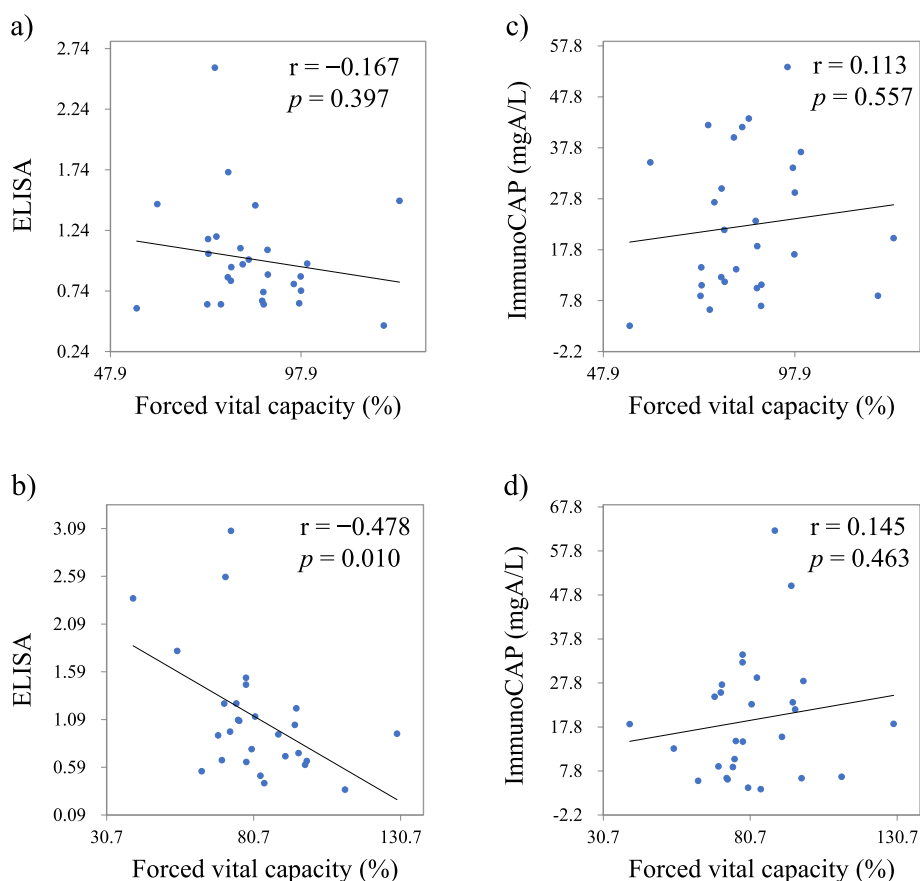 a)
2.74
2.24
1.74
1.24
0.74
0.24
ELISA
r = −0.167
p = 0.397
47.9 97.9
Forced vital capacity (%)
c)
57.8
47.8
37.8
27.8
17.8
7.8
-2.2
ImmunoCAP (mgA/L)
r = 0.113
p = 0.557
47.9 97.9
Forced vital capacity (%)
b)
3.09
2.59
2.09
1.59
1.09
0.59
0.09
ELISA
r = −0.478
p = 0.010
30.7 80.7 130.7
Forced vital capacity (%)
d)
67.8
57.8
47.8
37.8
27.8
17.8
7.8
-2.2
ImmunoCAP (mgA/L)
r = 0.145
p = 0.463
30.7 80.7 130.7
Forced vital capacity (%)